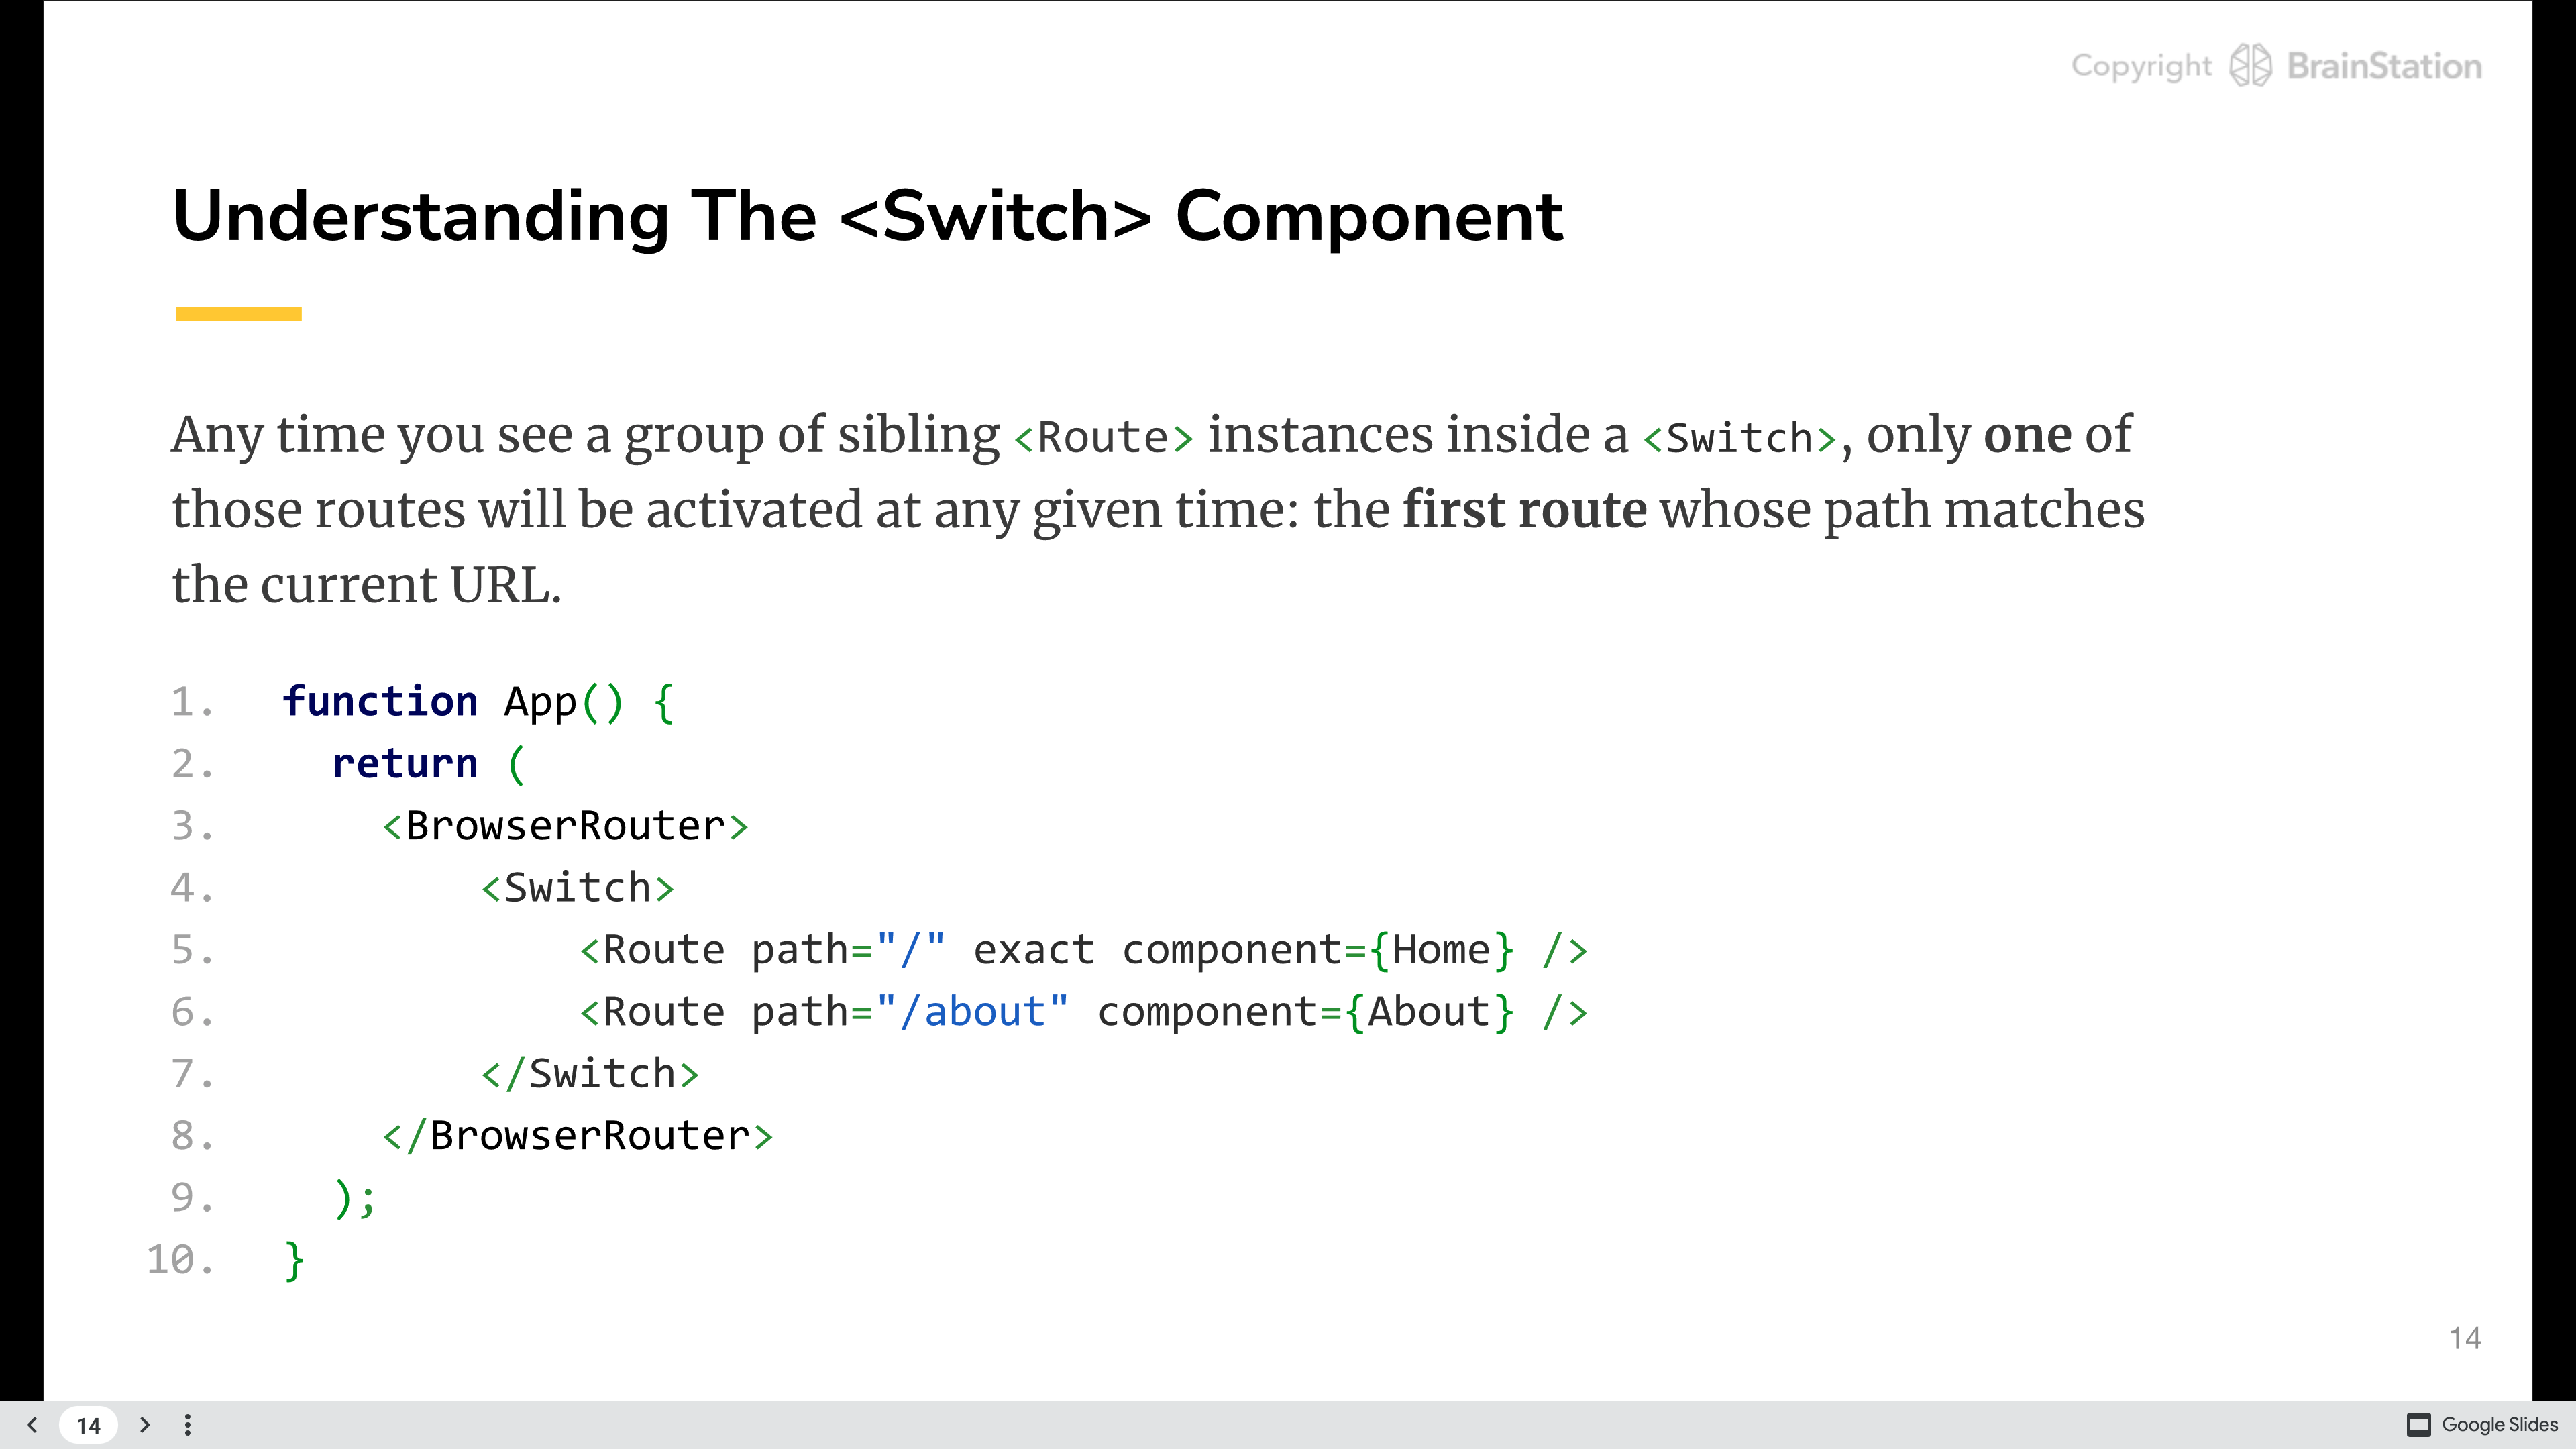 Copyright BrainStation
Understanding The <Switch> Component
Any time you see a group of sibling <Route> instances inside a <Switch>, only one of
those routes will be activated at any given time: the first route whose path matches
the current URL.
1. function App() {
2. return (
3. <BrowserRouter>
4. <Switch>
5. <Route path="/" exact component={Home} />
6. <Route path="/about" component={About} />
7. </Switch>
8. </BrowserRouter>
9. );
10. }
14
14
Google Slides